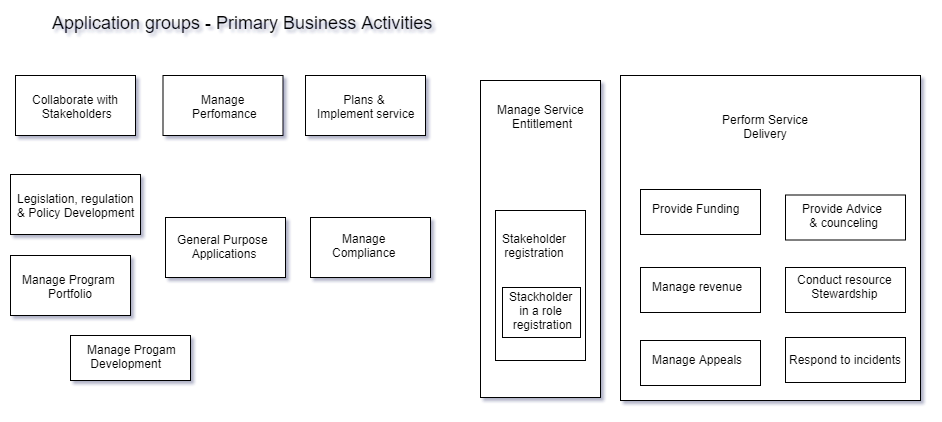 Application groups - Primary Business Activities
Collaborate with
Stakeholders
Manage
Perfomance
Plans &
Implement service
Legislation, regulation
& Policy Development
General Purpose
Applications
Manage
Compliance
Manage Program
Portfolio
Manage Progam
Development
Manage Service
Entitlement
Stakeholder
registration
Stackholder
in a role
registration
Perform Service
Delivery
Provide Funding
Provide Advice
& counceling
Manage revenue
Conduct resource
Stewardship
Manage Appeals
Respond to incidents